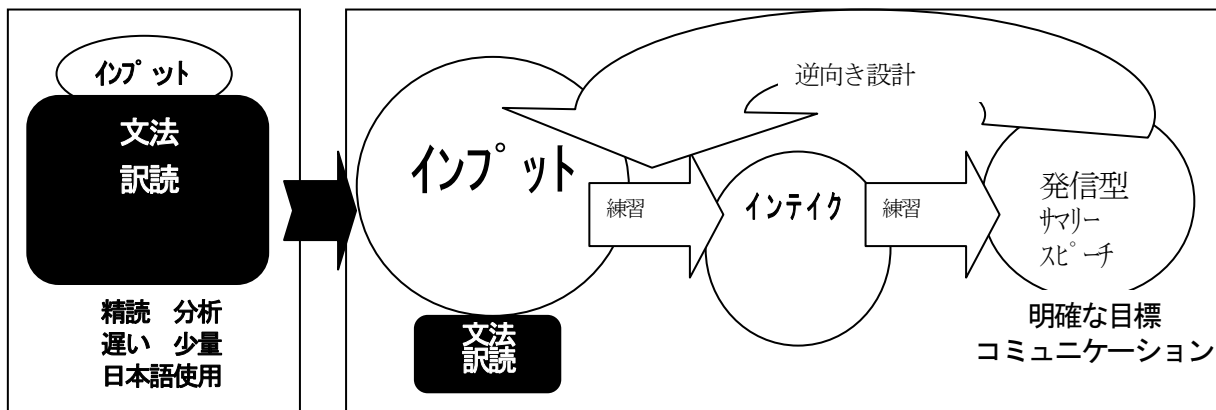 インプット
文法
訳読
精読 分析
遅い 少量
日本語使用
逆向き設計
インプット
練習
インテイク
練習
発信型
サマリー
スピーチ
文法
訳読
明確な目標
コミュニケーション